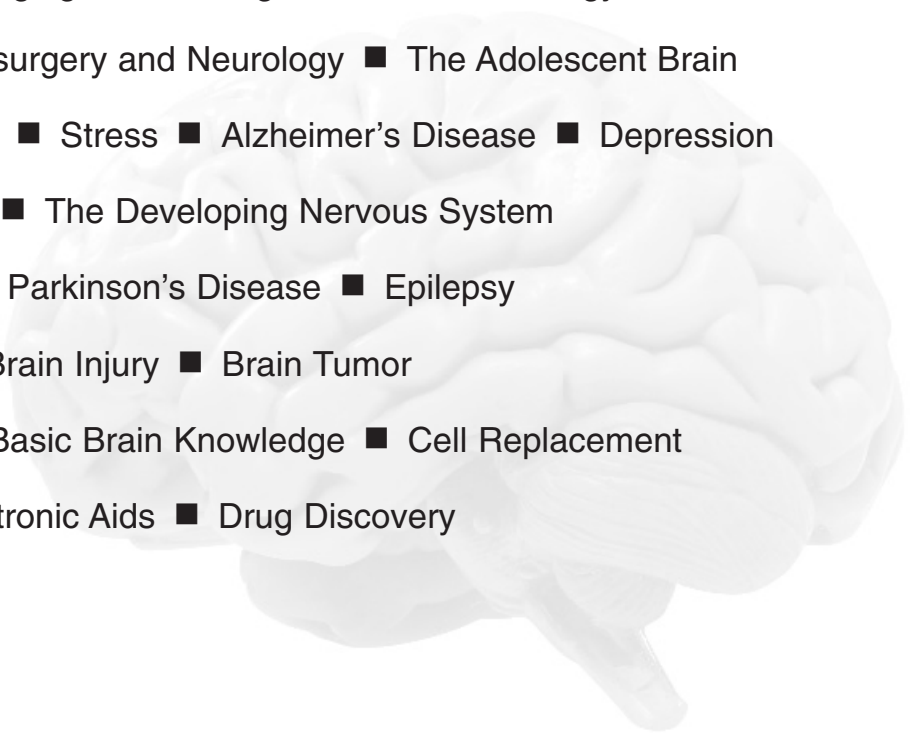 surgery and Neurology ■ The Adolescent Brain
■ Stress ■ Alzheimer’s Disease ■ Depression
■ The Developing Nervous System
Parkinson’s Disease ■ Epilepsy
Brain Injury ■ Brain Tumor
Basic Brain Knowledge ■ Cell Replacement
tronic Aids ■ Drug Discovery